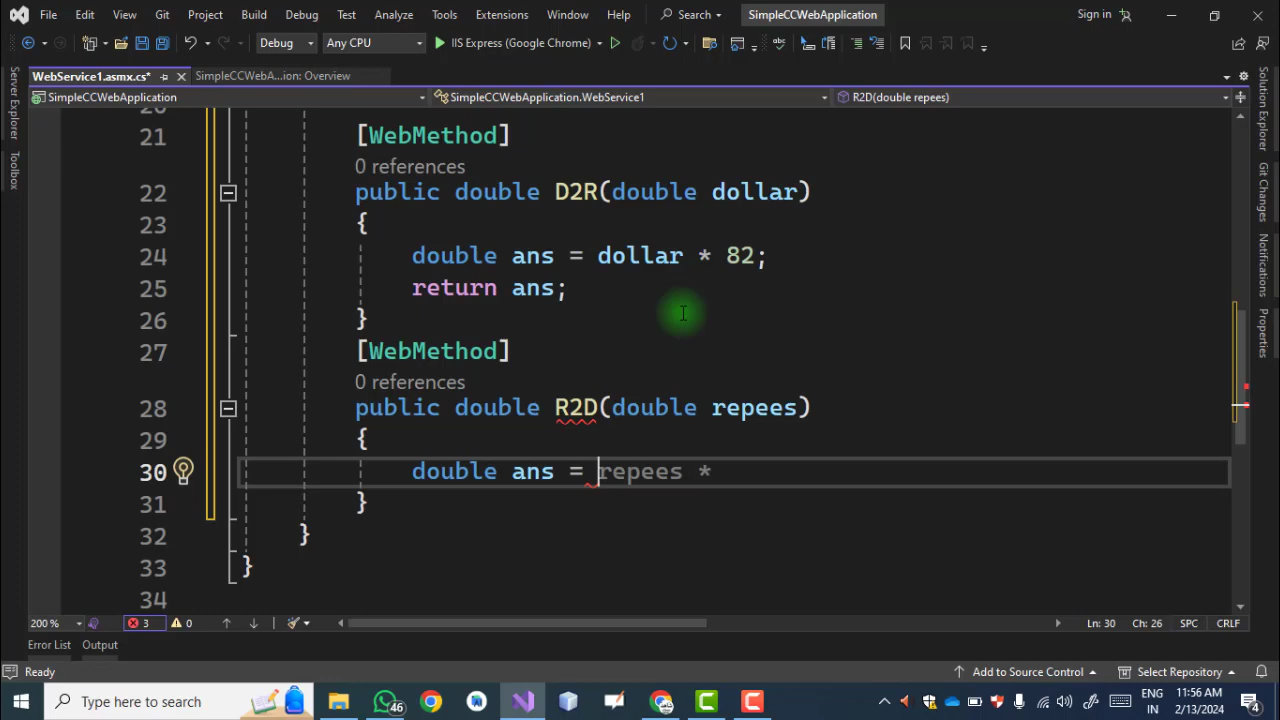 File Edit View Git Project Build Debug Test Analyze Tools Extensions Window Help Search SimpleCCWebApplication Sign in
Debug Any CPU IIS Express (Google Chrome)
WebService1.asmx.cs* SimpleCCWebA...ion: Overview
SimpleCCWebApplication SimpleCCWebApplication.WebService1 R2D(double repees)
Server Explorer
Toolbox
Solution Explorer
Git Changes
Notifications
Properties
21 [WebMethod]
0 references
22 public double D2R(double dollar)
23 {
24 double ans = dollar * 82;
25 return ans;
26 }
27 [WebMethod]
0 references
28 public double R2D(double repees)
29 {
30 double ans = repees *
31 }
32 }
33 }
34
200 % 3 0 Ln: 30 Ch: 26 SPC CRLF
Error List Output
Ready Add to Source Control Select Repository
Type here to search 46 ENG IN 11:56 AM 2/13/2024 4